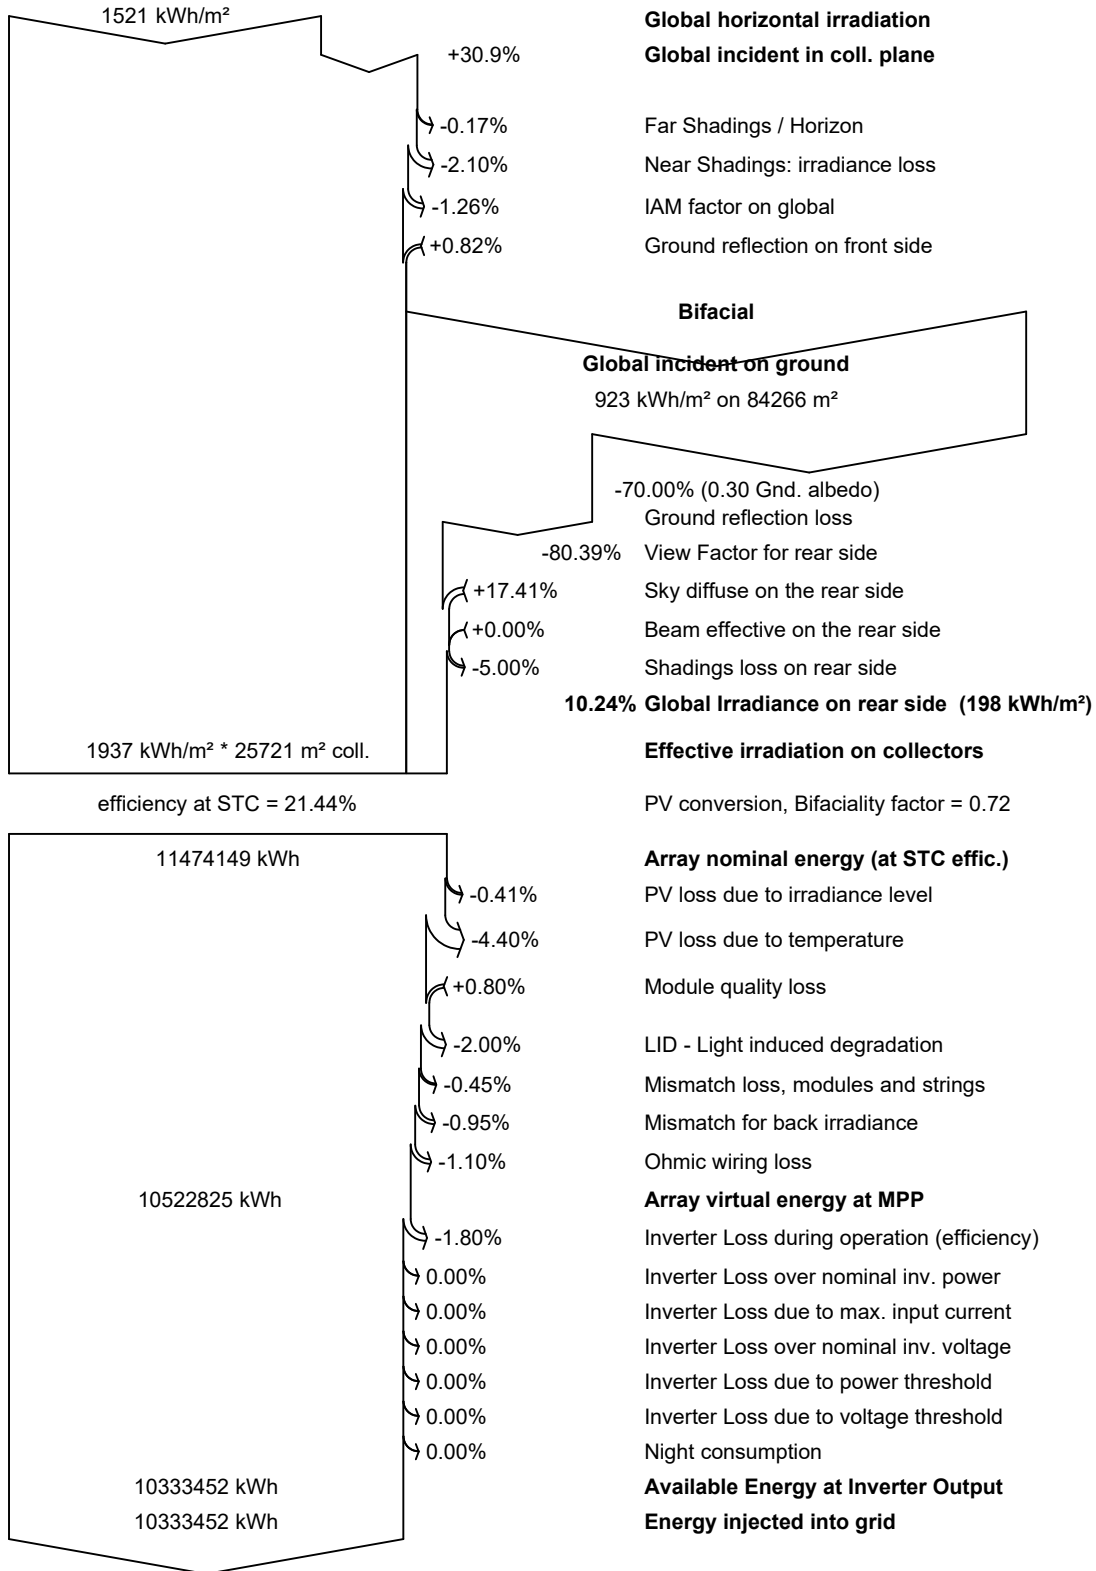 1521 kWh/m² Global horizontal irradiation
+30.9% Global incident in coll. plane
-0.17% Far Shadings / Horizon
-2.10% Near Shadings: irradiance loss
-1.26% IAM factor on global
+0.82% Ground reflection on front side
Bifacial
Global incident on ground
923 kWh/m² on 84266 m²
-70.00% (0.30 Gnd. albedo)
Ground reflection loss
-80.39% View Factor for rear side
+17.41% Sky diffuse on the rear side
+0.00% Beam effective on the rear side
-5.00% Shadings loss on rear side
10.24% Global Irradiance on rear side (198 kWh/m²)
1937 kWh/m² * 25721 m² coll. Effective irradiation on collectors
efficiency at STC = 21.44% PV conversion, Bifaciality factor = 0.72
11474149 kWh Array nominal energy (at STC effic.)
-0.41% PV loss due to irradiance level
-4.40% PV loss due to temperature
+0.80% Module quality loss
-2.00% LID - Light induced degradation
-0.45% Mismatch loss, modules and strings
-0.95% Mismatch for back irradiance
-1.10% Ohmic wiring loss
10522825 kWh Array virtual energy at MPP
-1.80% Inverter Loss during operation (efficiency)
0.00% Inverter Loss over nominal inv. power
0.00% Inverter Loss due to max. input current
0.00% Inverter Loss over nominal inv. voltage
0.00% Inverter Loss due to power threshold
0.00% Inverter Loss due to voltage threshold
0.00% Night consumption
10333452 kWh Available Energy at Inverter Output
10333452 kWh Energy injected into grid